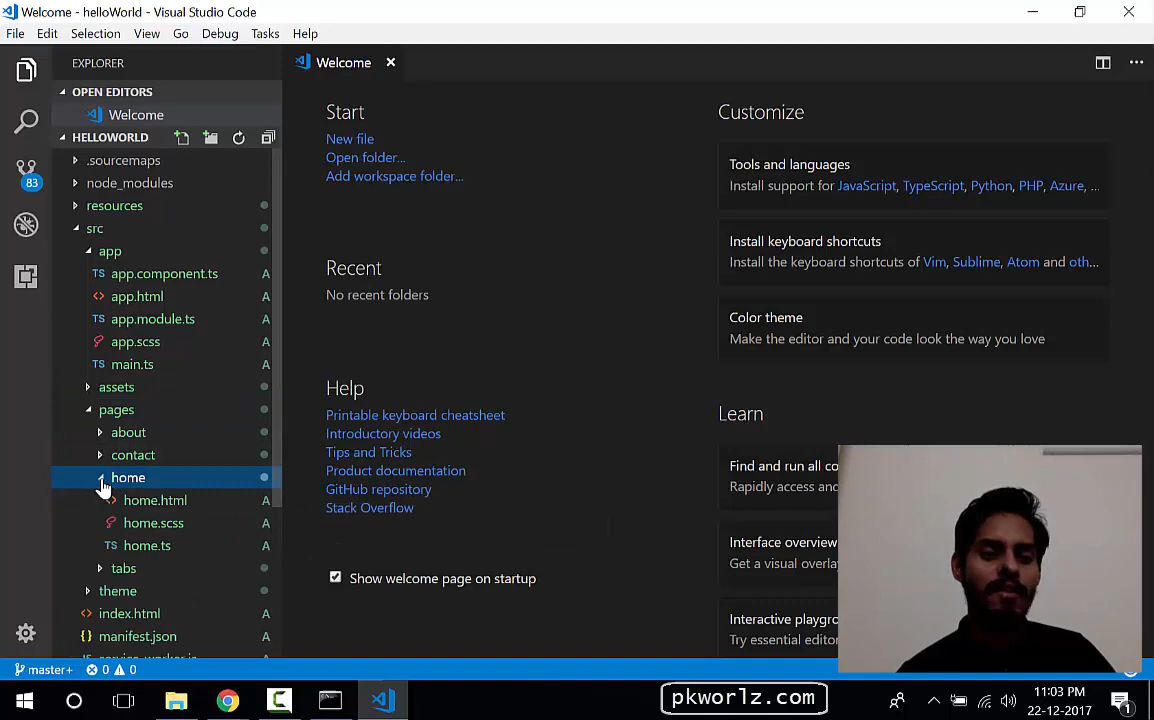 Welcome - helloWorld - Visual Studio Code
File Edit Selection View Go Debug Tasks Help
EXPLORER
OPEN EDITORS
Welcome
HELLOWORLD
.sourcemaps
node_modules
resources
src
app
TS app.component.ts A
<> app.html A
TS app.module.ts A
app.scss A
TS main.ts A
assets
pages
about
contact
home
home.html A
home.scss A
TS home.ts A
tabs
theme
<> index.html A
{} manifest.json A
83
Welcome
Start
New file
Open folder...
Add workspace folder...
Recent
No recent folders
Help
Printable keyboard cheatsheet
Introductory videos
Tips and Tricks
Product documentation
GitHub repository
Stack Overflow
Show welcome page on startup
Customize
Tools and languages
Install support for JavaScript, TypeScript, Python, PHP, Azure, ...
Install keyboard shortcuts
Install the keyboard shortcuts of Vim, Sublime, Atom and oth...
Color theme
Make the editor and your code look the way you love
Learn
Find and run all co
Rapidly access and
Interface overview
Get a visual overla
Interactive playgro
Try essential editor
master+ 0 0
pkworlz.com
11:03 PM
22-12-2017
1